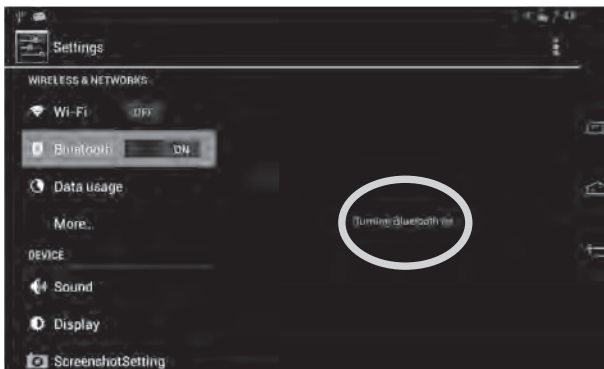 Settings
WIRELESS & NETWORKS
Wi-Fi OFF
Bluetooth ON
Data usage
More...
Turning Bluetooth on
DEVICE
Sound
Display
ScreenshotSetting